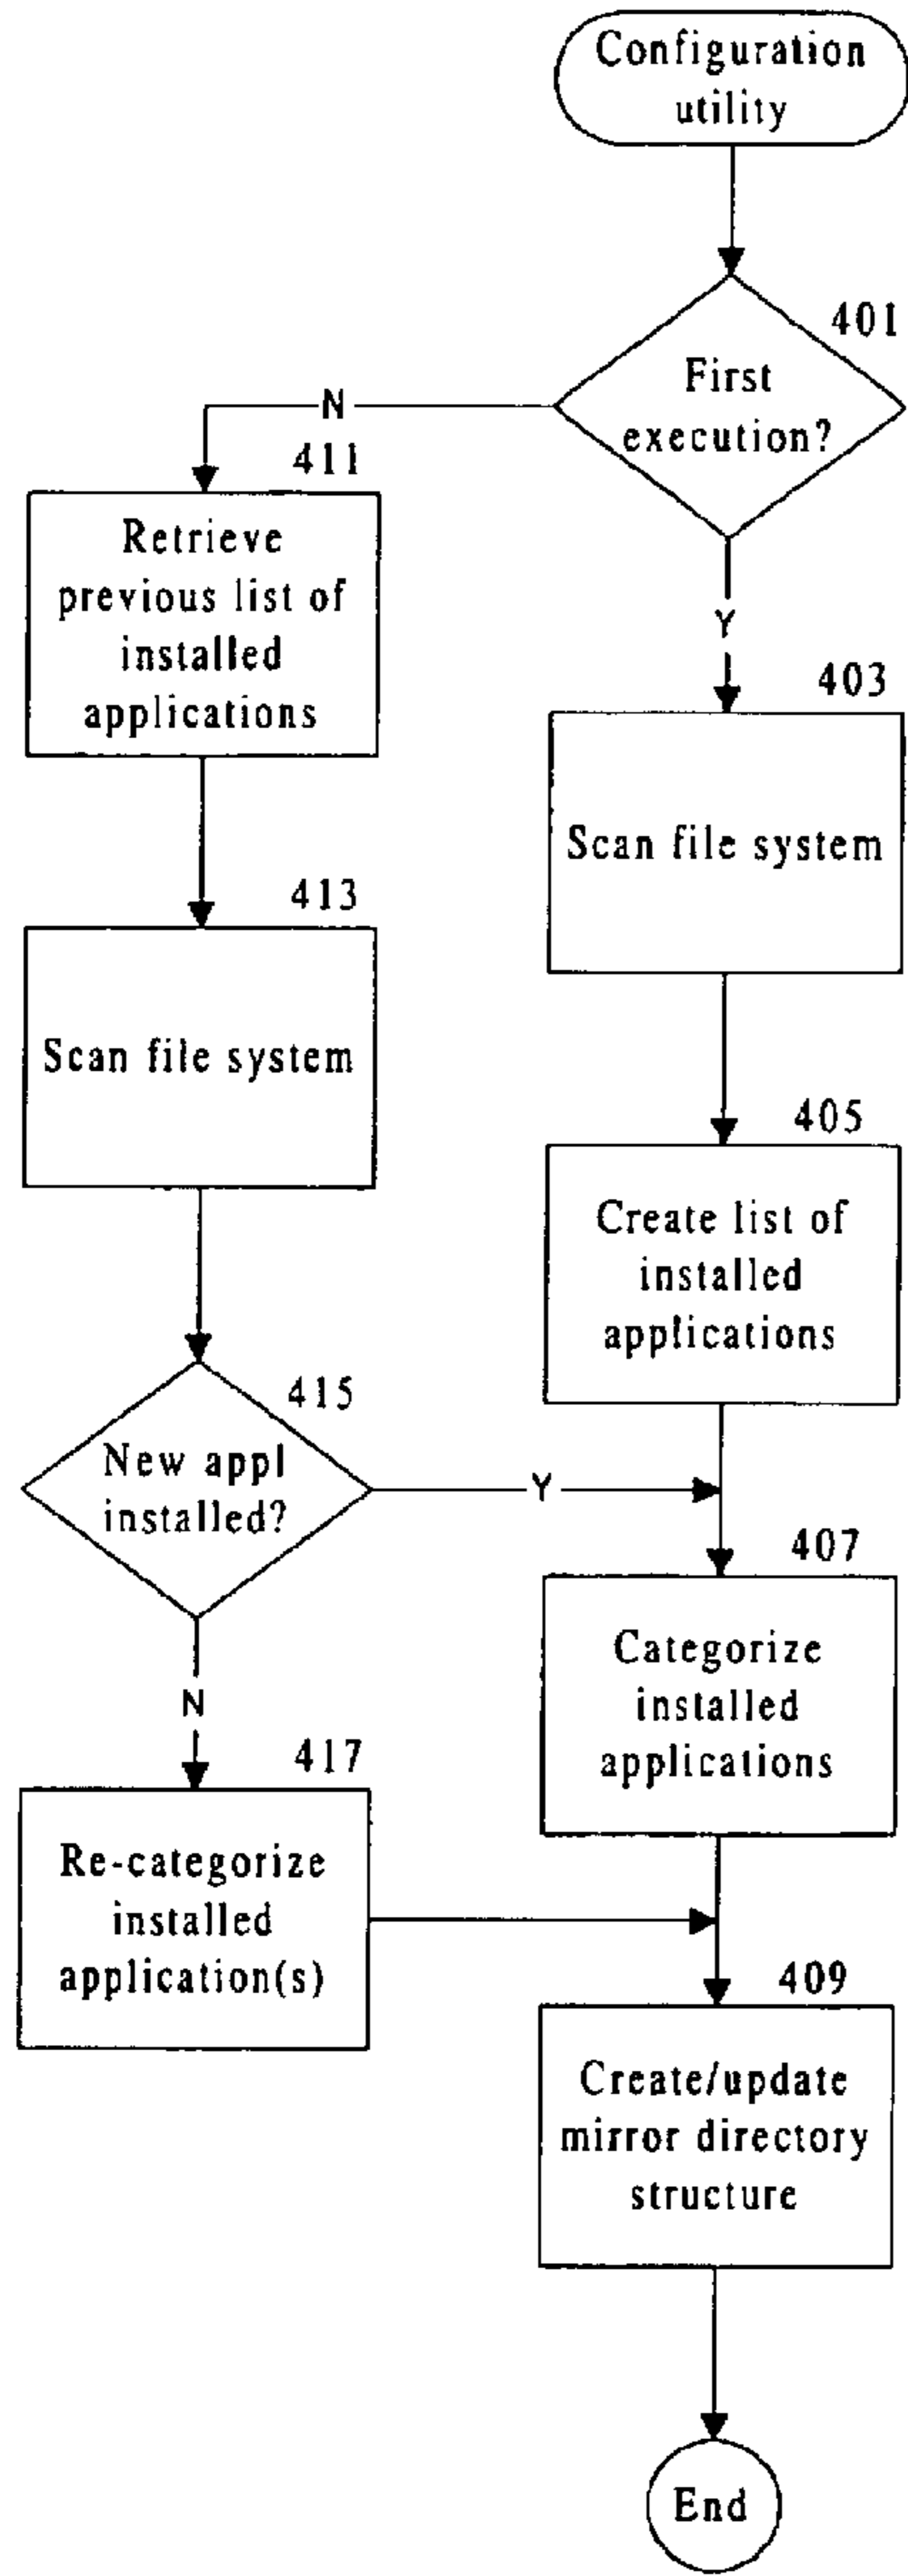 Configuration
utility
401
First
execution?
N
Y
411
Retrieve
previous list of
installed
applications
403
Scan file system
413
Scan file system
405
Create list of
installed
applications
415
New appl
installed?
Y
N
407
Categorize
installed
applications
417
Re-categorize
installed
application(s)
409
Create/update
mirror directory
structure
End